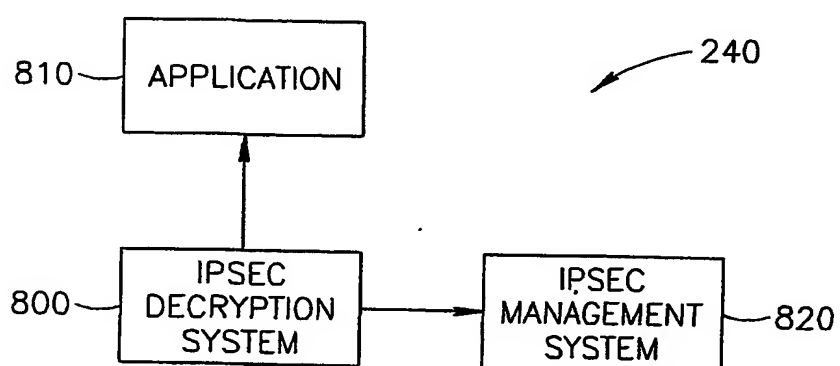 810
APPLICATION
240
800
IPSEC
DECRYPTION
SYSTEM
IPSEC
MANAGEMENT
SYSTEM
820